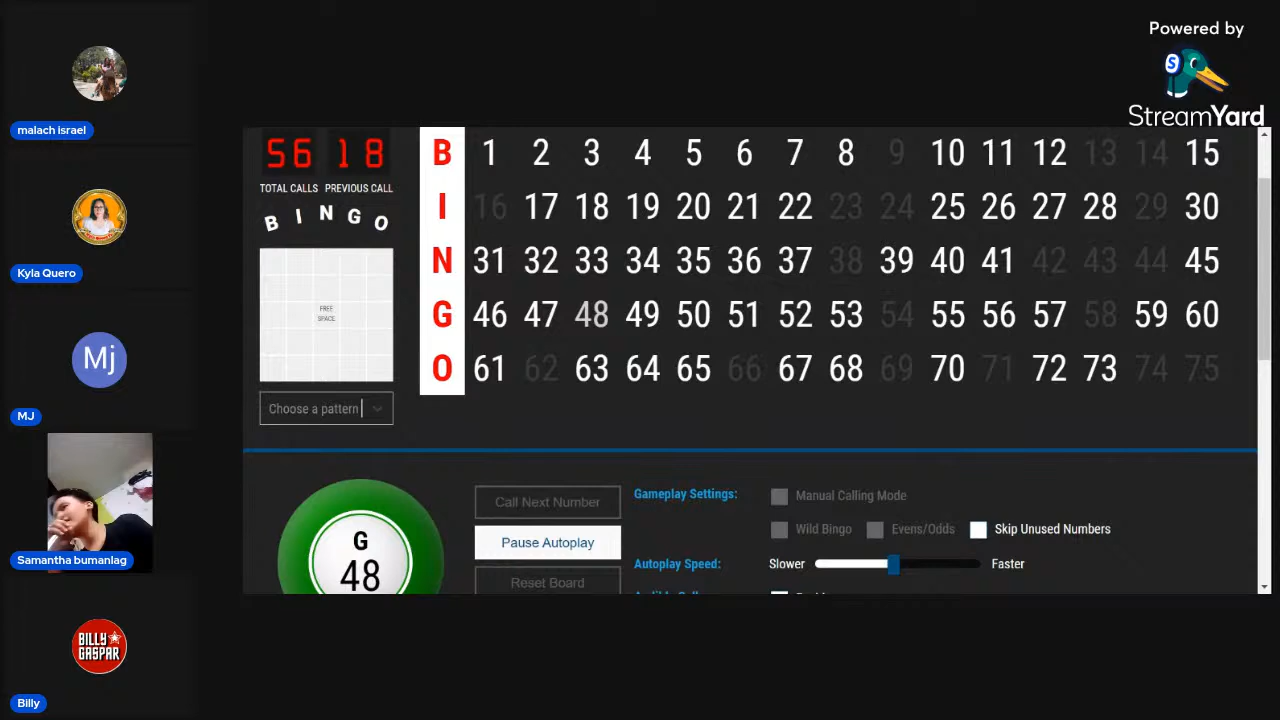 Powered by
S
StreamYard
malach israel
Kyla Quero
Mj
MJ
Samantha bumanlag
BILLY
GASPAR
Billy
56 18
TOTAL CALLS PREVIOUS CALL
B I N G O
FREE
SPACE
Choose a pattern
B 1 2 3 4 5 6 7 8 9 10 11 12 13 14 15
I 16 17 18 19 20 21 22 23 24 25 26 27 28 29 30
N 31 32 33 34 35 36 37 38 39 40 41 42 43 44 45
G 46 47 48 49 50 51 52 53 54 55 56 57 58 59 60
O 61 62 63 64 65 66 67 68 69 70 71 72 73 74 75
G
48
Call Next Number
Pause Autoplay
Reset Board
Gameplay Settings: Manual Calling Mode
Wild Bingo Evens/Odds Skip Unused Numbers
Autoplay Speed: Slower Faster